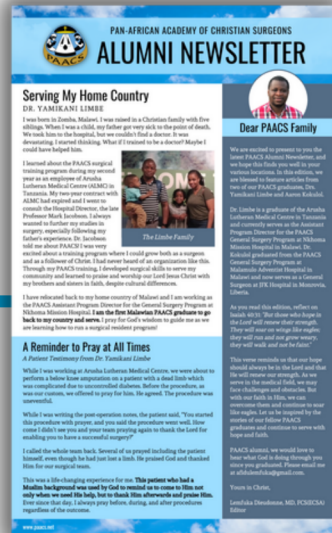 PAN-AFRICAN ACADEMY OF CHRISTIAN SURGEONS
PAACS
ALUMNI NEWSLETTER
Serving My Home Country
DR. YAMIKANI LIMBE
I was born in Zomba, Malawi. I was raised in a Christian family with five
siblings. When I was a child, my father got very sick to the point of death.
We took him to the hospital, but we couldn't find a doctor. It was
devastating. I started thinking. What if I trained to be a doctor? Maybe I
could have helped him.
I learned about the PAACS surgical
training program during my second
year as an employee of Arusha
Lutheran Medical Centre (ALMC) in
Tanzania. My two year contract with
ALMC had expired and I went to
consult the Hospital Director, the late
Professor Mark Jacobson. I always
wanted to further my studies in
surgery, especially following my
father's experience. Dr. Jacobson
told me about PAACS! I was very
excited about a training program where I could grow both as a surgeon
and as a follower of Christ. I had never heard of an organization like this.
Through my PAACS training, I developed surgical skills to serve my
community and learned to praise and worship our Lord Jesus Christ with
my brothers and sisters in faith, despite cultural differences.
The Limbe Family
I have relocated back to my home country of Malawi and I am working as
the PAACS Assistant Program Director for the General Surgery Program at
Nkhoma Mission Hospital. I am the first Malawian PAACS graduate to go
back to my country and serve. I pray for God's wisdom to guide me as we
are learning how to run a surgical resident program!
A Reminder to Pray at All Times
A Patient Testimony from Dr. Yamikani Limbe
While I was working at Arusha Lutheran Medical Centre, we were about to
perform a below knee amputation on a patient with a dead limb which
was complicated due to uncontrolled diabetes. Before the procedure, as
was our custom, we offered to pray for him. He agreed. The procedure was
uneventful.
While I was writing the post-operation notes, the patient said, "You started
this procedure with prayer, and you said the procedure went well. How
come I didn't see you and your team praying again to thank the Lord for
enabling you to have a successful surgery?"
I called the whole team back. Several of us prayed including the patient
himself, even though he had just lost a limb. He praised God and thanked
Him for our surgical team.
This was a life-changing experience for me. This patient who had a
Muslim background was used by God to remind us to come to Him not
only when we need His help, but to thank Him afterwards and praise Him.
Ever since that day, I always pray before, during, and after procedures
regardless of the outcome.
www.paacs.net
Dear PAACS Family
We are excited to present to you the
latest PAACS Alumni Newsletter, and
we hope this finds you well in your
various locations. In this edition, we
are blessed to feature articles from
two of our PAACS graduates, Drs.
Yamikani Limbe and Aaron Kokulai
Dr. Limbe is a graduate of the Arusha
Lutheran Medical Centre in Tanzania
and currently serves as the Assistant
Program Director for the PAACS
General Surgery Program at Nkhoma
Mission Hospital in Malawi. Dr.
Kokulai graduated from the PAACS
General Surgery Program at
Malamulo Adventist Hospital in
Malawi and now serves as a General
Surgeon at JFK Hospital in Monrovia,
Liberia.
As you read this edition, reflect on
Isaiah 40:31: "But those who hope in
the Lord will renew their strength.
They will soar on wings like eagles;
they will run and not grow weary,
they will walk and not be faint."
This verse reminds us that our hope
should always be in the Lord and that
He will renew our strength. As we
serve in the medical field, we may
face challenges and obstacles. But
with our faith in Him, we can
overcome them and continue to soar
like eagles. Let us be inspired by the
entries of our fellow PAACS
graduates and continue to serve with
hope and faith.
PAACS alumni, we would love to
hear what God is doing through you
since you graduated. Please email me
Yours in Christ,
Lemfuka Dieudonne, MD, FCS(ECSA)
Editor